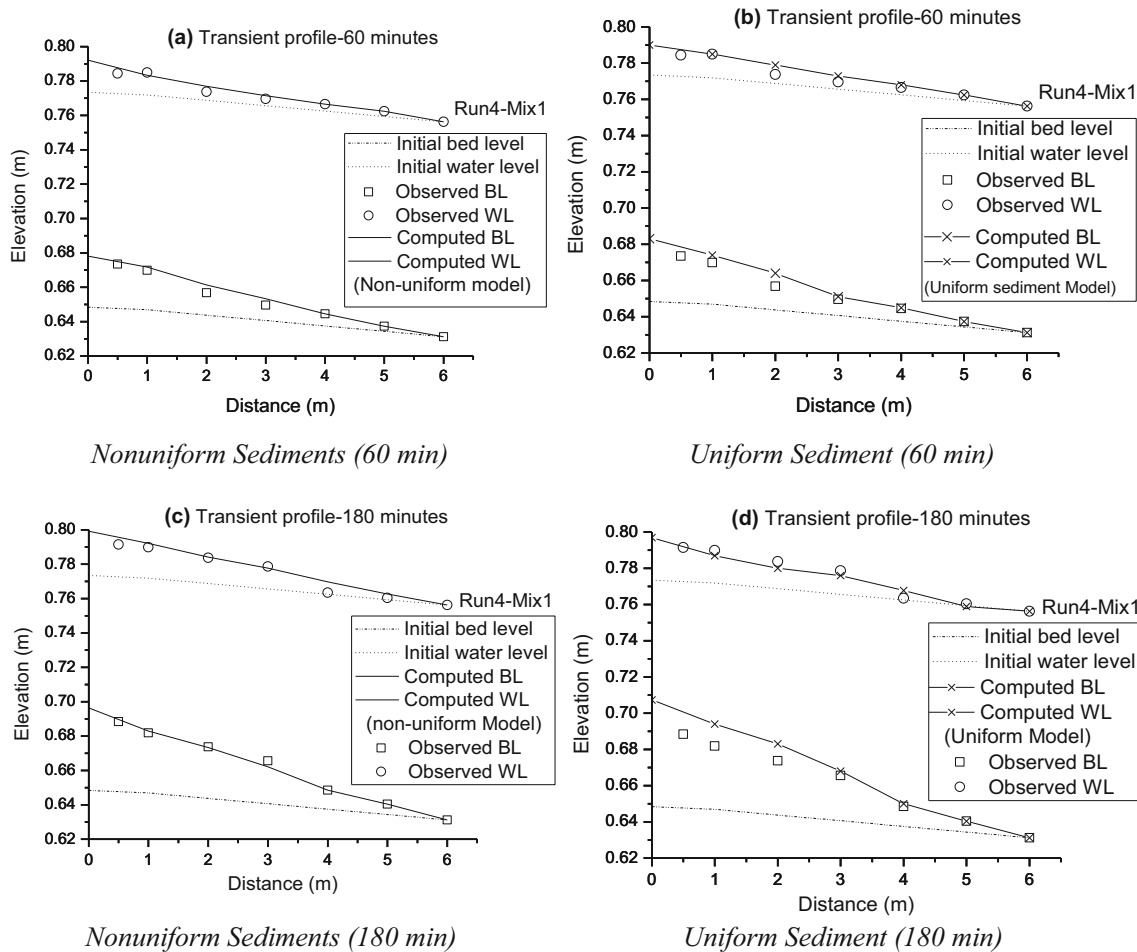 (a) Transient profile-60 minutes
0.80
0.78
0.76
0.74
0.72
0.70
0.68
0.66
0.64
0.62
Elevation (m)
Run4-Mix1
Initial bed level
Initial water level
Observed BL
Observed WL
Computed BL
Computed WL
(Non-uniform model)
0 1 2 3 4 5 6
Distance (m)
Nonuniform Sediments (60 min)
(b) Transient profile-60 minutes
0.80
0.78
0.76
0.74
0.72
0.70
0.68
0.66
0.64
0.62
Elevation (m)
Run4-Mix1
Initial bed level
Initial water level
Observed BL
Observed WL
Computed BL
Computed WL
(Uniform sediment Model)
0 1 2 3 4 5 6
Distance (m)
Uniform Sediment (60 min)
(c) Transient profile-180 minutes
0.80
0.78
0.76
0.74
0.72
0.70
0.68
0.66
0.64
0.62
Elevation (m)
Run4-Mix1
Initial bed level
Initial water level
Computed BL
Computed WL
(non-uniform Model)
Observed BL
Observed WL
0 1 2 3 4 5 6
Distance (m)
Nonuniform Sediments (180 min)
(d) Transient profile-180 minutes
0.80
0.78
0.76
0.74
0.72
0.70
0.68
0.66
0.64
0.62
Elevation (m)
Run4-Mix1
Initial bed level
Initial water level
Computed BL
Computed WL
(Uniform Model)
Observed BL
Observed WL
0 1 2 3 4 5 6
Distance (m)
Uniform Sediment (180 min)